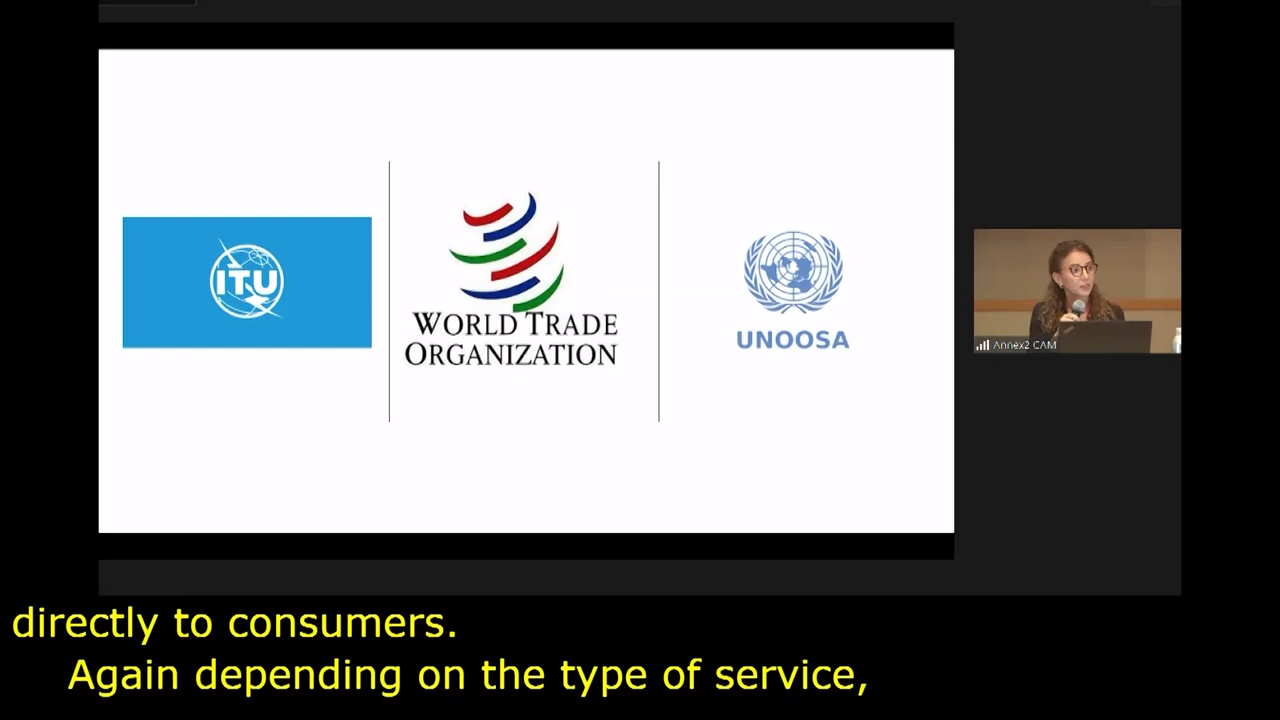 ITU
WORLD TRADE
ORGANIZATION
UNOOSA
Annex2 CAM
directly to consumers.
Again depending on the type of service,